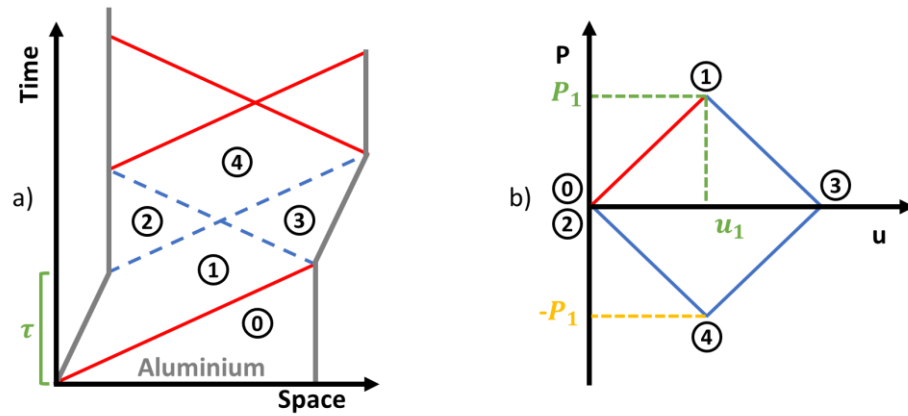 Time
a)
τ
④
②
③
①
⓪
Aluminium
Space
b)
P
①
P₁
⓪
②
③
u₁
u
-P₁
④